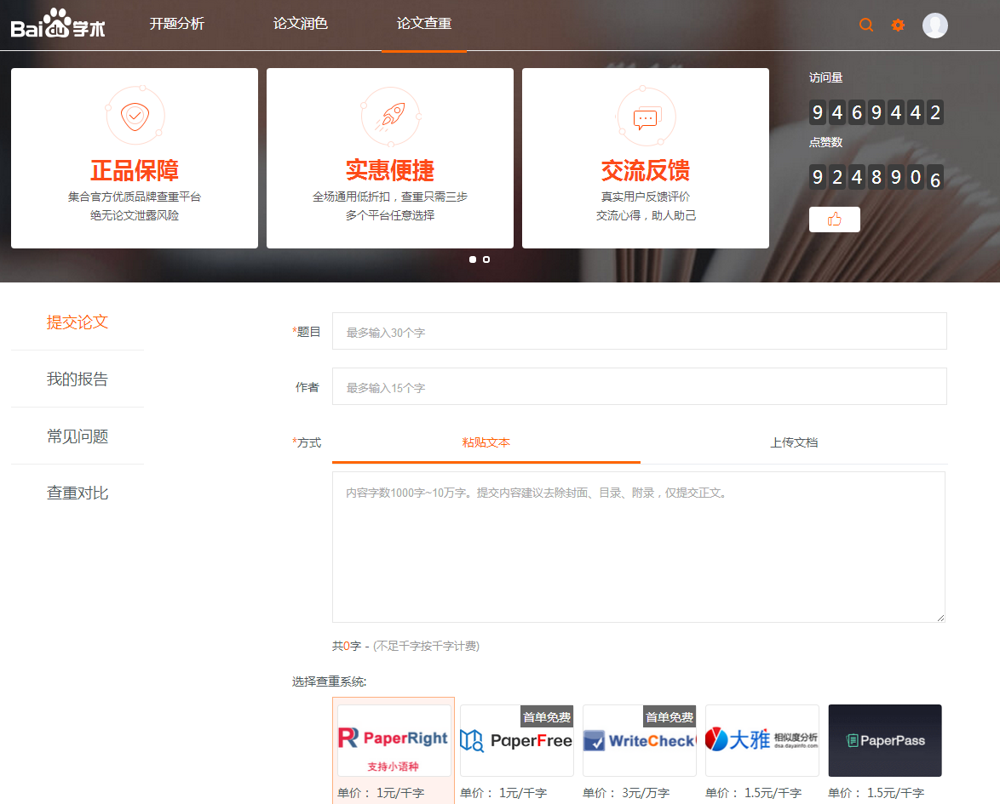 Bai du 学术
开题分析
论文润色
论文查重
正品保障
集合官方优质品牌查重平台
绝无论文泄露风险
实惠便捷
全场通用低折扣，查重只需三步
多个平台任意选择
交流反馈
真实用户反馈评价
交流心得，助人助己
访问量
9469442
点赞数
9248906
提交论文
我的报告
常见问题
查重对比
*题目
最多输入30个字
作者
最多输入15个字
*方式
粘贴文本
上传文档
内容字数1000字~10万字。提交内容建议去除封面、目录、附录，仅提交正文。
共0字 - (不足千字按千字计费)
选择查重系统:
PaperRight
支持小语种
单价： 1元/千字
首单免费
PaperFree
单价： 1元/千字
首单免费
WriteCheck
单价： 3元/万字
大雅 相似度分析
dsa.dayainfo.com
单价： 1.5元/千字
PaperPass
单价： 1.5元/千字